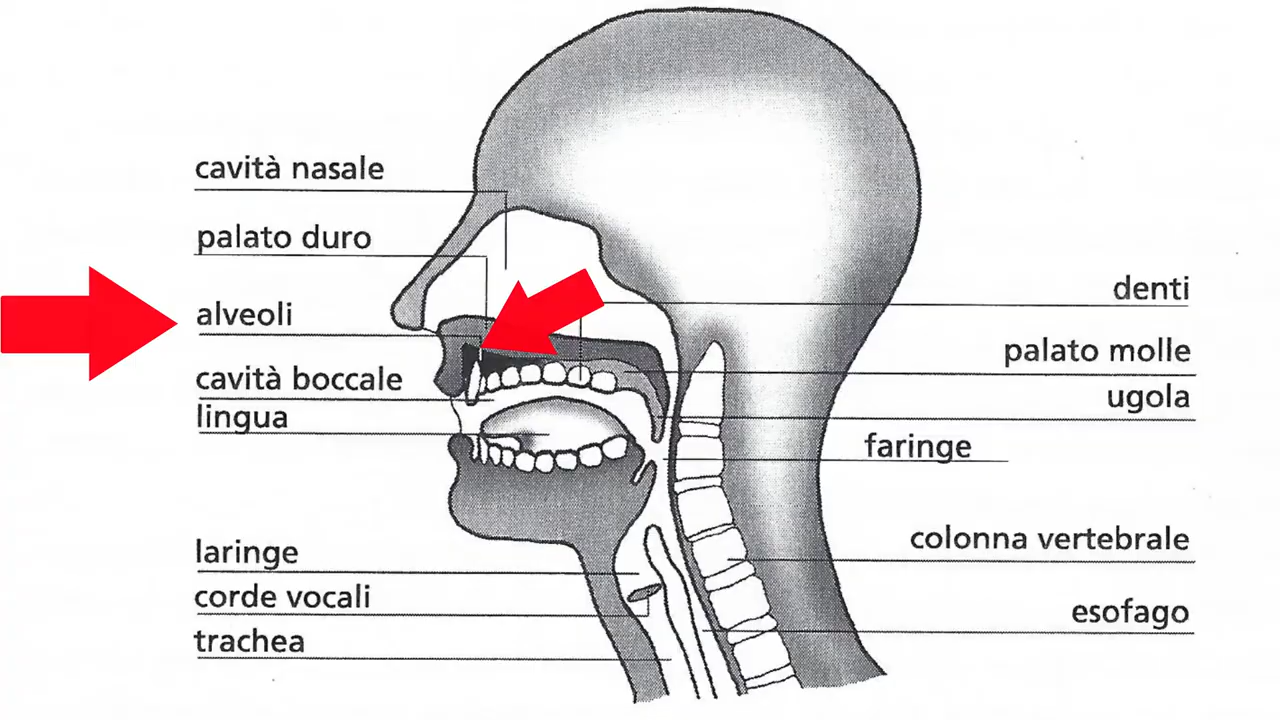 cavità nasale
palato duro
alveoli
cavità boccale
lingua
laringe
corde vocali
trachea
denti
palato molle
ugola
faringe
colonna vertebrale
esofago